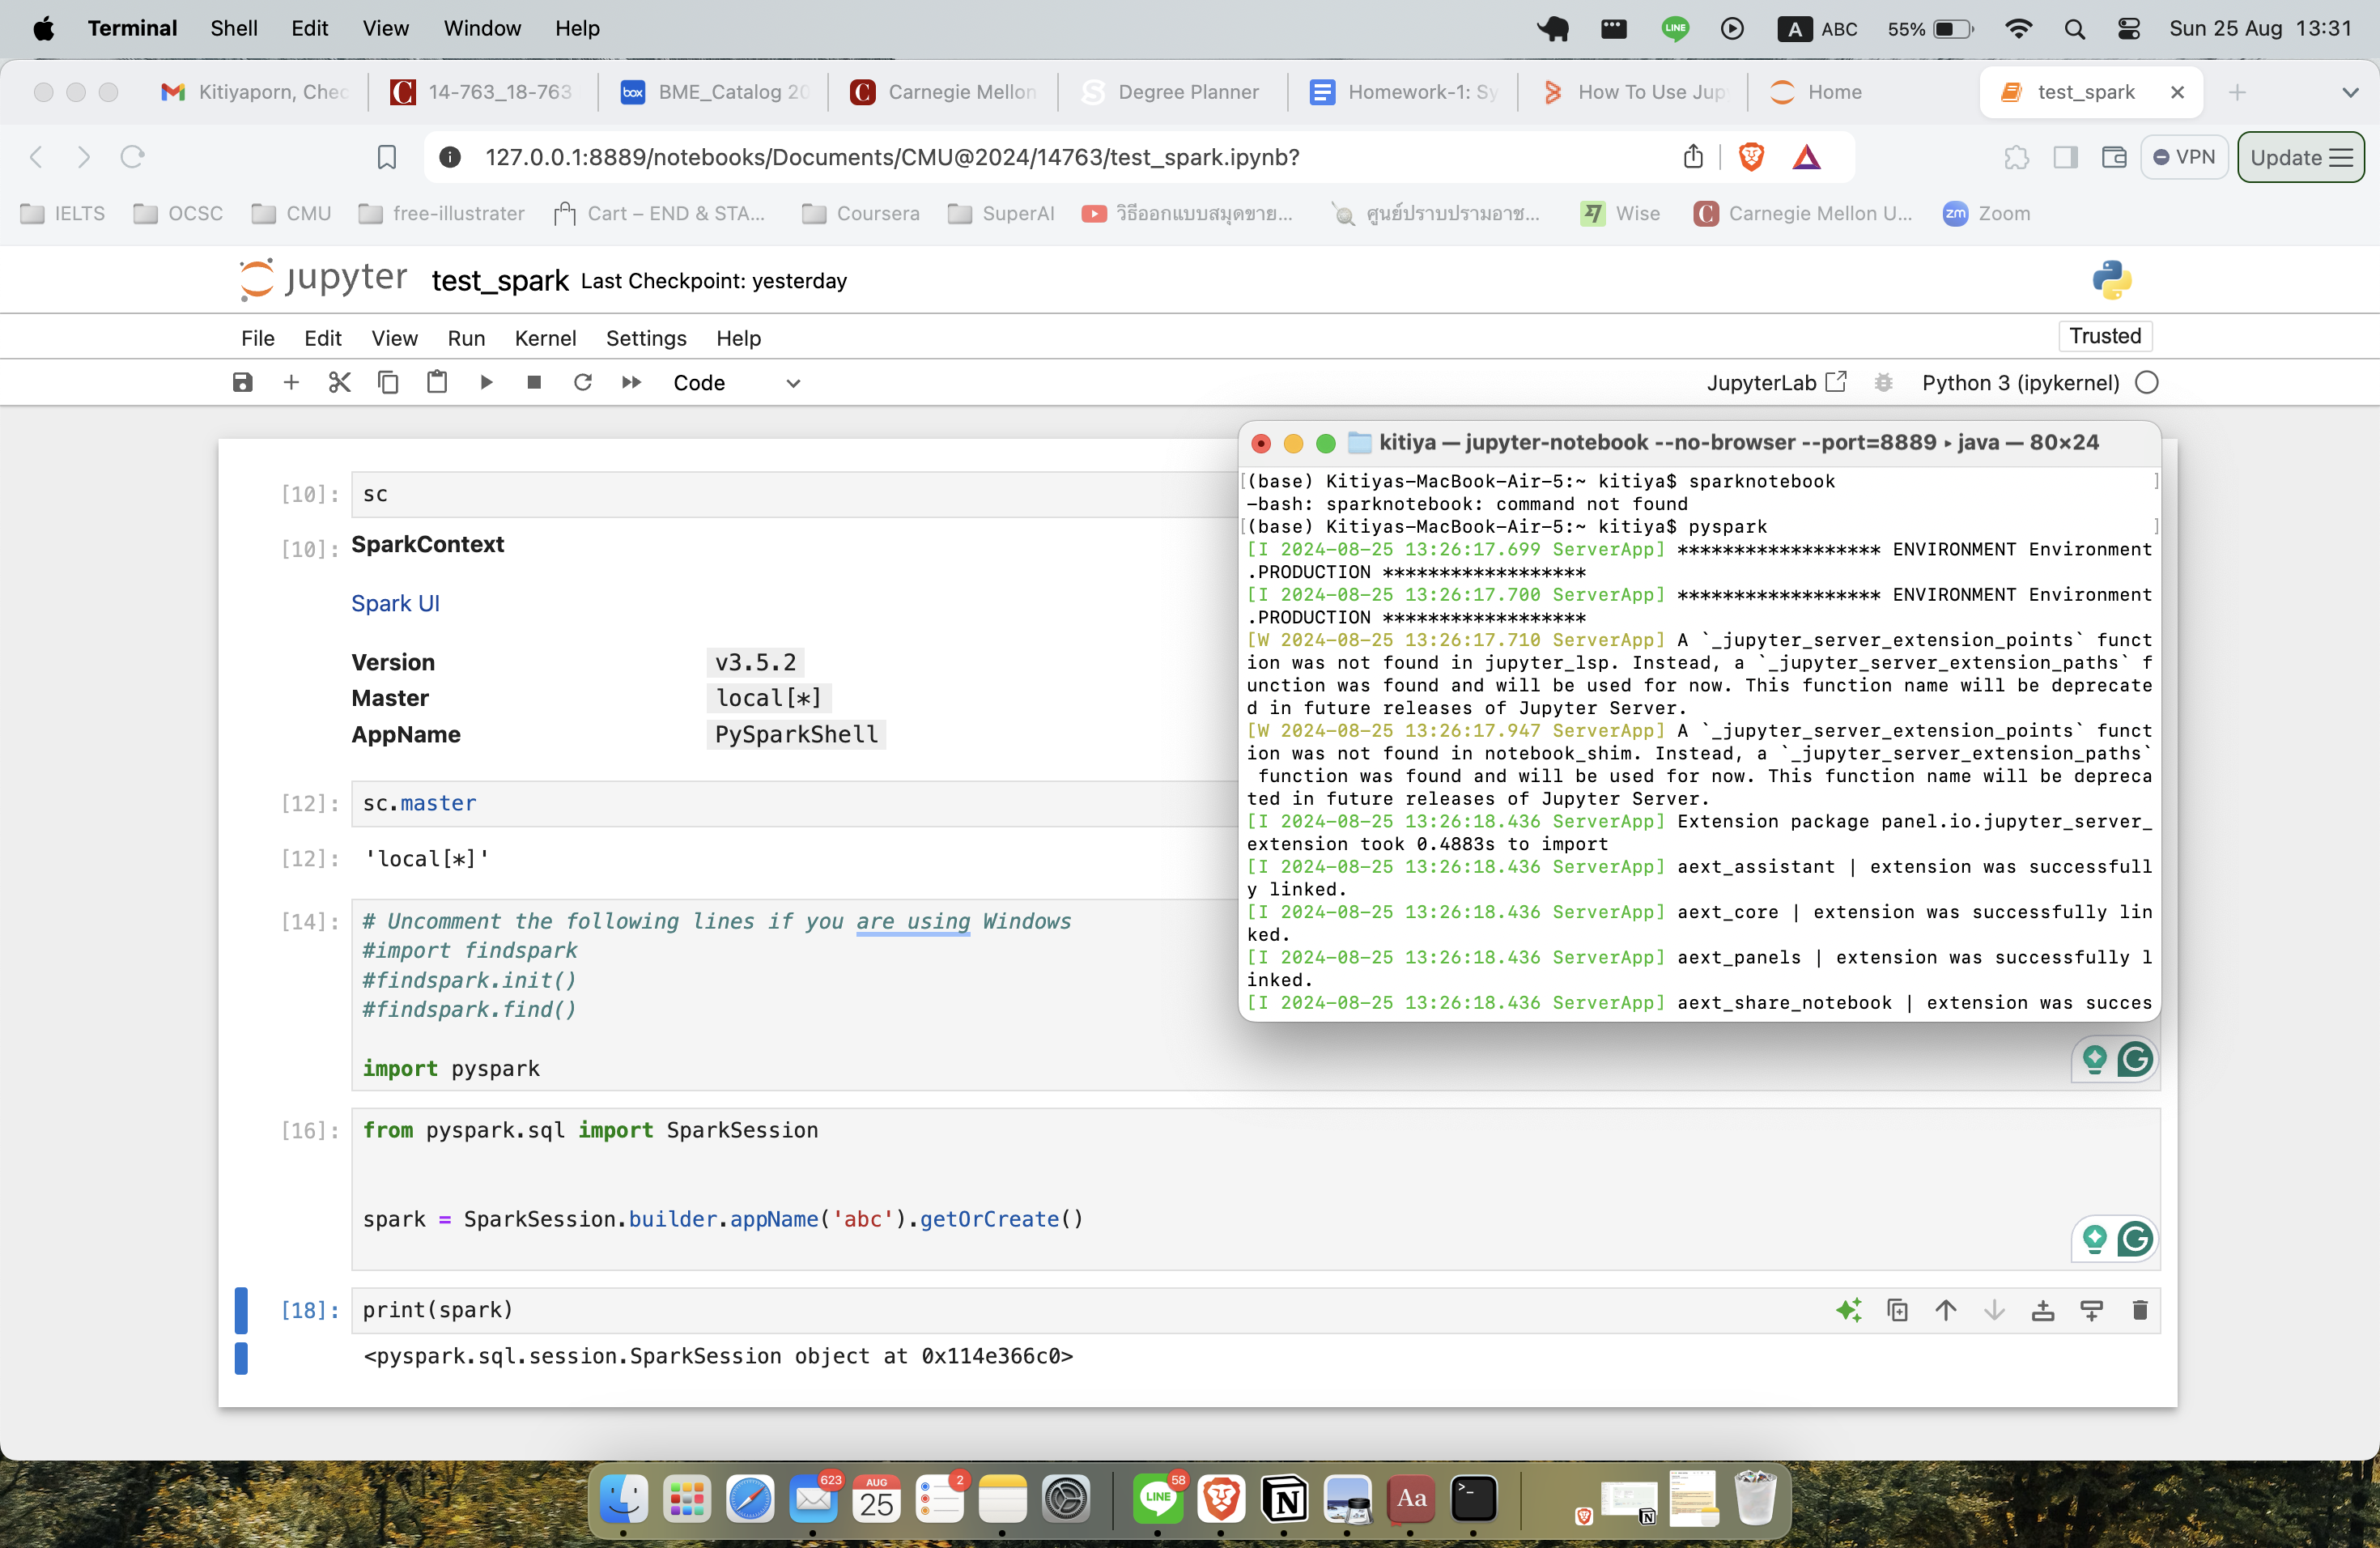 Terminal Shell Edit View Window Help LINE A ABC 55% Sun 25 Aug 13:31
Kitiyaporn, Chec 14-763_18-763 box BME_Catalog 20 Carnegie Mellon Degree Planner Homework-1: Sy How To Use Jup Home test_spark
127.0.0.1:8889/notebooks/Documents/CMU@2024/14763/test_spark.ipynb? VPN Update
IELTS OCSC CMU free-illustrater Cart – END & STA... Coursera SuperAI วิธีออกแบบสมุดขาย... ศูนย์ปราบปรามอาช... Wise Carnegie Mellon U... zm Zoom
jupyter test_spark Last Checkpoint: yesterday
File Edit View Run Kernel Settings Help Trusted
Code JupyterLab Python 3 (ipykernel)
[10]: sc
[10]: SparkContext
Spark UI
Version v3.5.2
Master local[*]
AppName PySparkShell
[12]: sc.master
[12]: 'local[*]'
[14]: # Uncomment the following lines if you are using Windows
#import findspark
#findspark.init()
#findspark.find()
import pyspark
[16]: from pyspark.sql import SparkSession
spark = SparkSession.builder.appName('abc').getOrCreate()
[18]: print(spark)
<pyspark.sql.session.SparkSession object at 0x114e366c0>
kitiya — jupyter-notebook --no-browser --port=8889 ▸ java — 80×24
[(base) Kitiyas-MacBook-Air-5:~ kitiya$ sparknotebook ]
-bash: sparknotebook: command not found
[(base) Kitiyas-MacBook-Air-5:~ kitiya$ pyspark ]
[I 2024-08-25 13:26:17.699 ServerApp] ****************** ENVIRONMENT Environment
.PRODUCTION ******************
[I 2024-08-25 13:26:17.700 ServerApp] ****************** ENVIRONMENT Environment
.PRODUCTION ******************
[W 2024-08-25 13:26:17.710 ServerApp] A `_jupyter_server_extension_points` funct
ion was not found in jupyter_lsp. Instead, a `_jupyter_server_extension_paths` f
unction was found and will be used for now. This function name will be deprecate
d in future releases of Jupyter Server.
[W 2024-08-25 13:26:17.947 ServerApp] A `_jupyter_server_extension_points` funct
ion was not found in notebook_shim. Instead, a `_jupyter_server_extension_paths`
function was found and will be used for now. This function name will be depreca
ted in future releases of Jupyter Server.
[I 2024-08-25 13:26:18.436 ServerApp] Extension package panel.io.jupyter_server_
extension took 0.4883s to import
[I 2024-08-25 13:26:18.436 ServerApp] aext_assistant | extension was successfull
y linked.
[I 2024-08-25 13:26:18.436 ServerApp] aext_core | extension was successfully lin
ked.
[I 2024-08-25 13:26:18.436 ServerApp] aext_panels | extension was successfully l
inked.
[I 2024-08-25 13:26:18.436 ServerApp] aext_share_notebook | extension was succes
623 AUG 25 2 LINE 58 N Aa